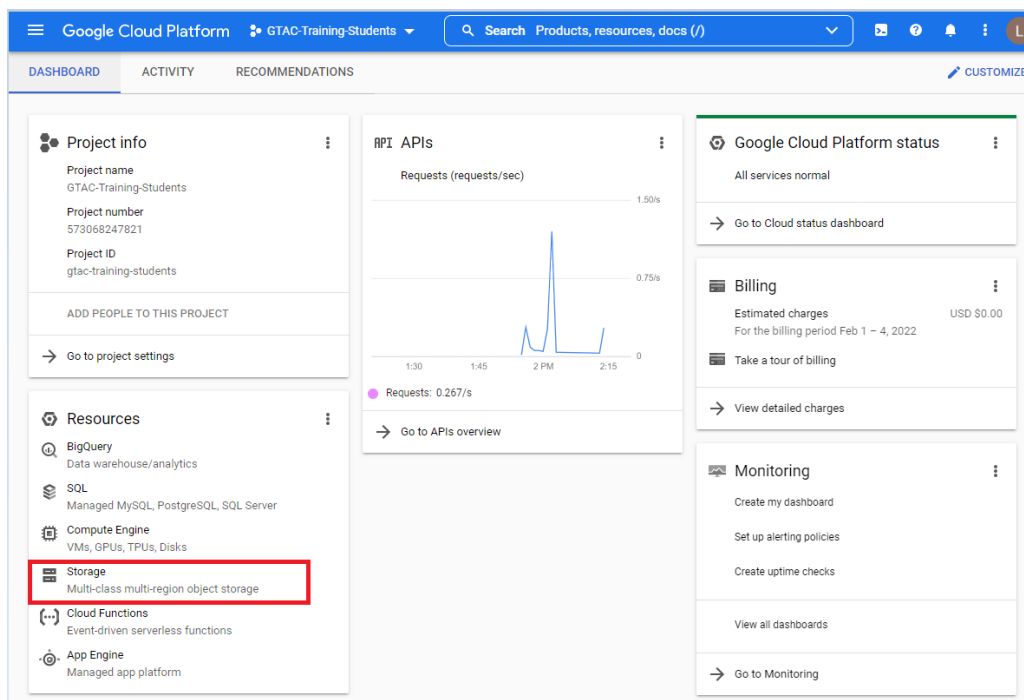 Google Cloud Platform
GTAC-Training-Students
Search Products, resources, docs (/)
L
DASHBOARD
ACTIVITY
RECOMMENDATIONS
CUSTOMIZE
Project info
Project name
GTAC-Training-Students
Project number
573068247821
Project ID
gtac-training-students
ADD PEOPLE TO THIS PROJECT
Go to project settings
Resources
BigQuery
Data warehouse/analytics
SQL
Managed MySQL, PostgreSQL, SQL Server
Compute Engine
VMs, GPUs, TPUs, Disks
Storage
Multi-class multi-region object storage
Cloud Functions
Event-driven serverless functions
App Engine
Managed app platform
API APIs
Requests (requests/sec)
1.50/s
0.75/s
0
1:30 1:45 2 PM 2:15
Requests: 0.267/s
Go to APIs overview
Google Cloud Platform status
All services normal
Go to Cloud status dashboard
Billing
Estimated charges USD $0.00
For the billing period Feb 1 – 4, 2022
Take a tour of billing
View detailed charges
Monitoring
Create my dashboard
Set up alerting policies
Create uptime checks
View all dashboards
Go to Monitoring